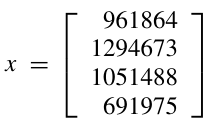 x = [ 961864
1294673
1051488
691975 ]